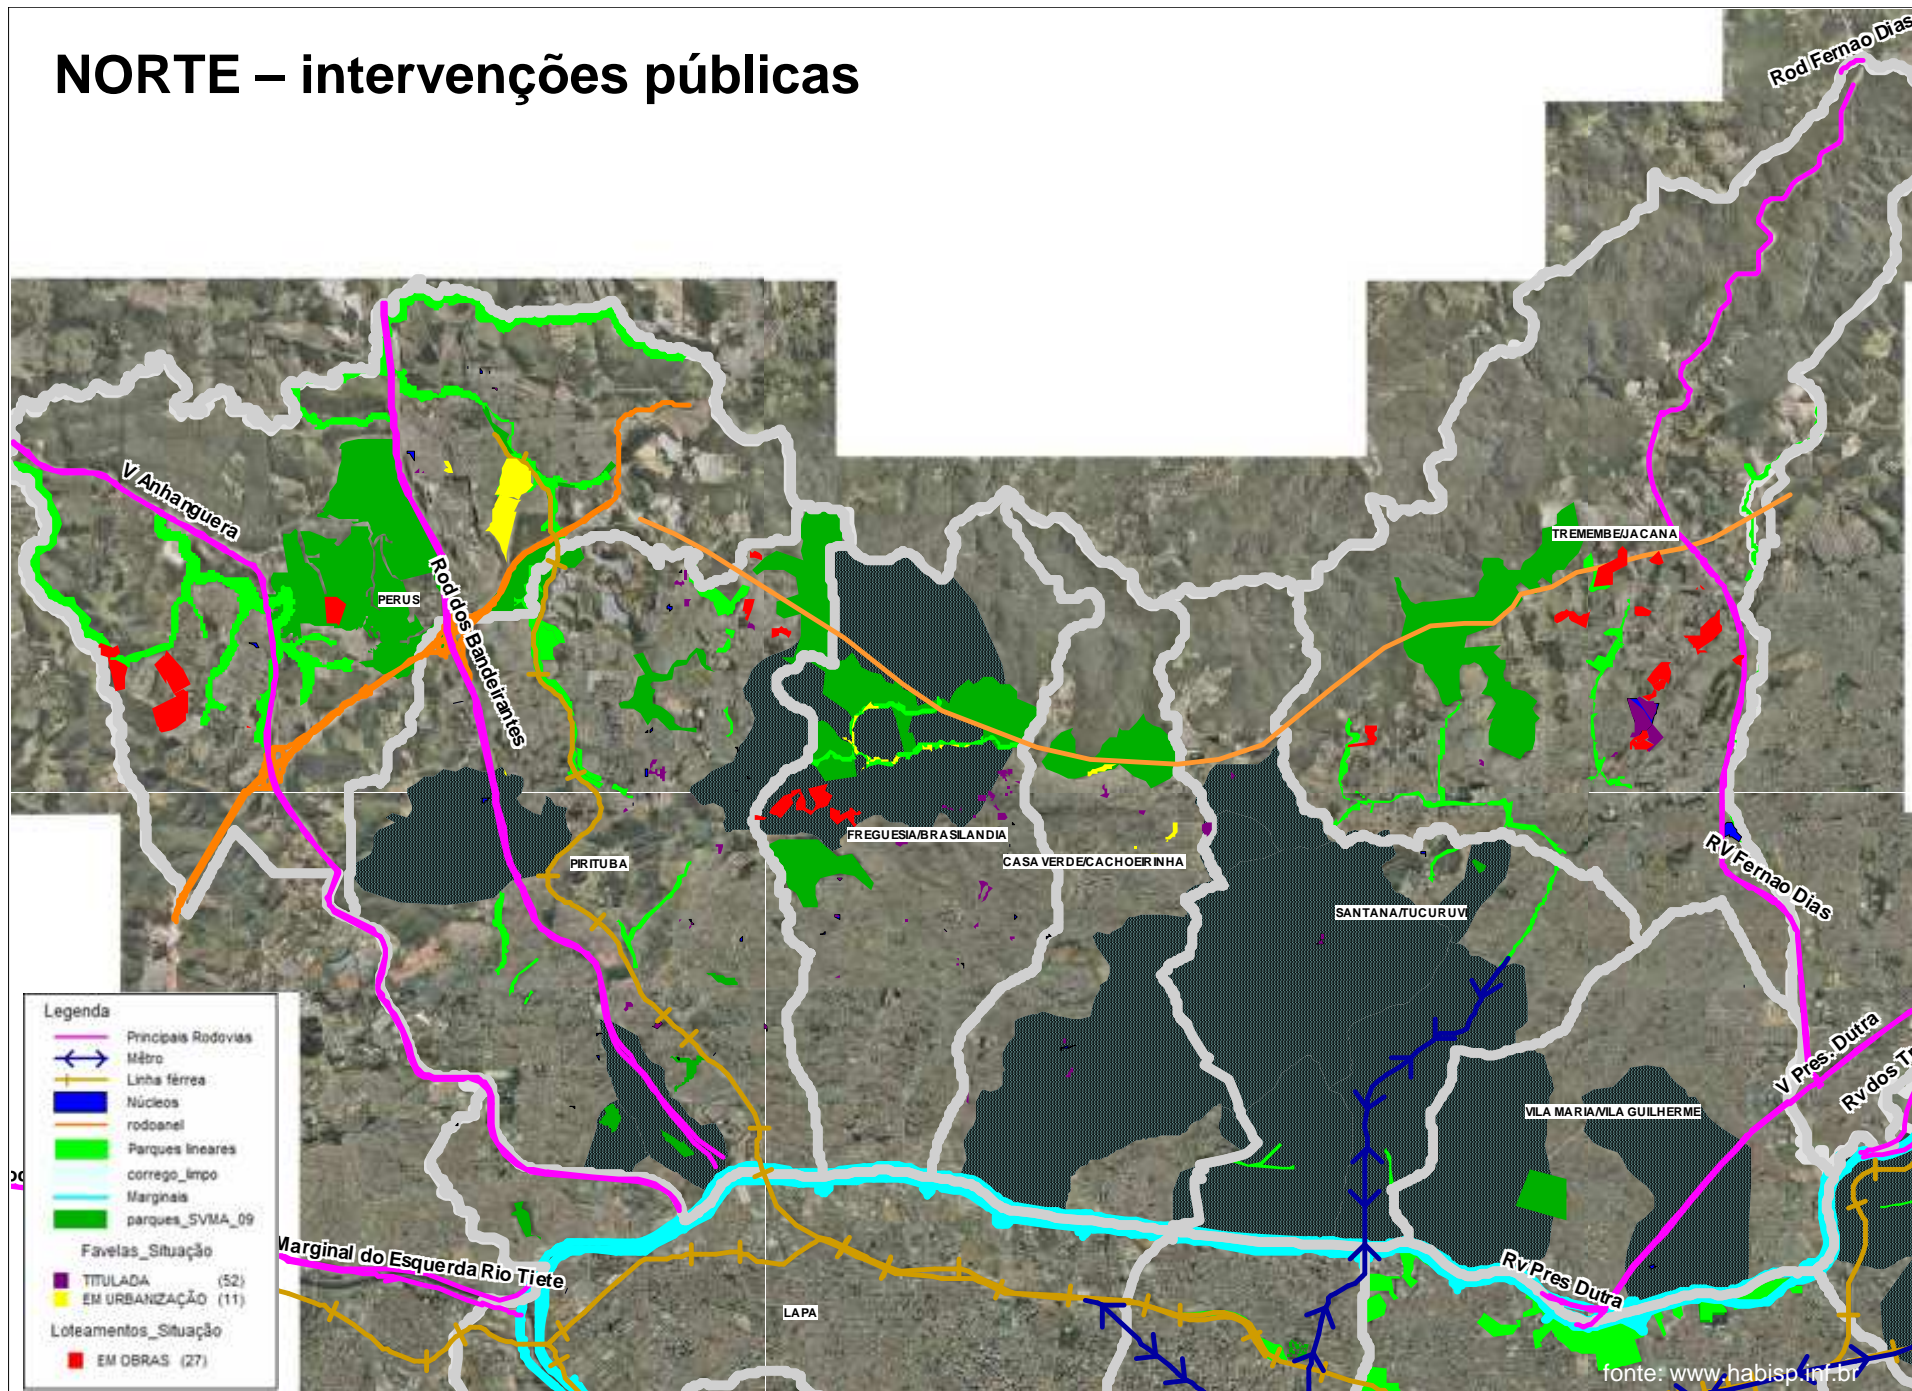 NORTE – intervenções públicas
Rod Fernao Dias
V Anhanguera
TREMEMBE/JACANA
PERUS
Rod dos Bandeirantes
FREGUESIA/BRASILANDIA
PIRITUBA
CASA VERDE/CACHOEIRINHA
RV Fernao Dias
SANTANA/TUCURUVI
V Pres. Dutra
Rv dos Tr
VILA MARIA/VILA GUILHERME
Marginal do Esquerda Rio Tiete
Rv Pres Dutra
LAPA
Legenda
Principais Rodovias
Mêtro
Linha férrea
Núcleos
rodoanel
Parques lineares
corrego_limpo
Marginais
parques_SVMA_09
Favelas_Situação
TITULADA (52)
EM URBANIZAÇÃO (11)
Loteamentos_Situação
EM OBRAS (27)
fonte: www.habisp.inf.br